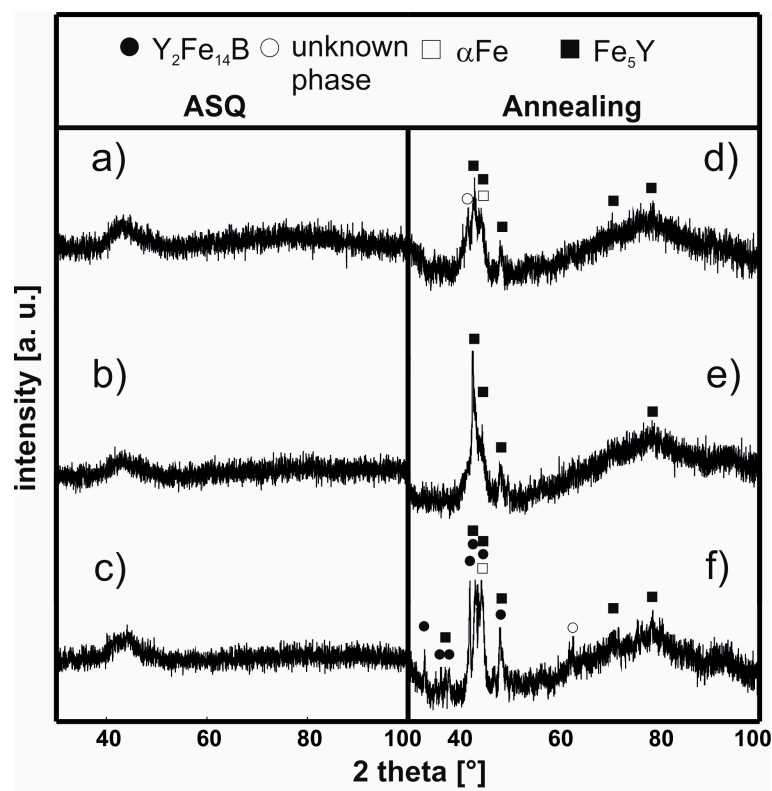 ● Y₂Fe₁₄B ○ unknown phase □ αFe ■ Fe₅Y
ASQ Annealing
a) d)
b) e)
c) f)
intensity [a. u.]
40 60 80 100 40 60 80 100
2 theta [°]